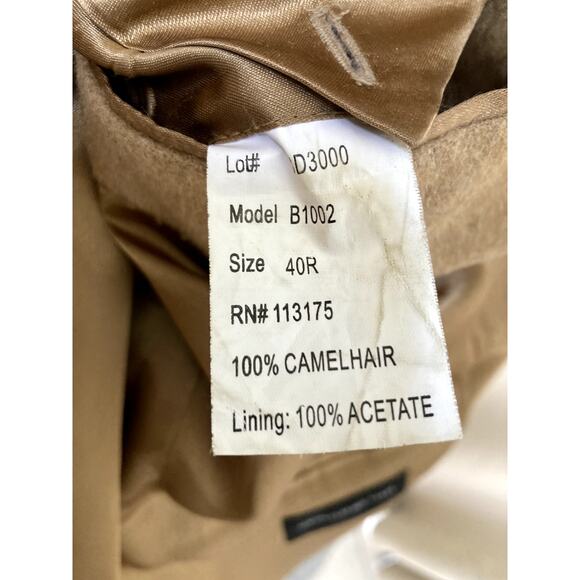 Lot# D3000
Model B1002
Size 40R
RN# 113175
100% CAMELHAIR
Lining: 100% ACETATE